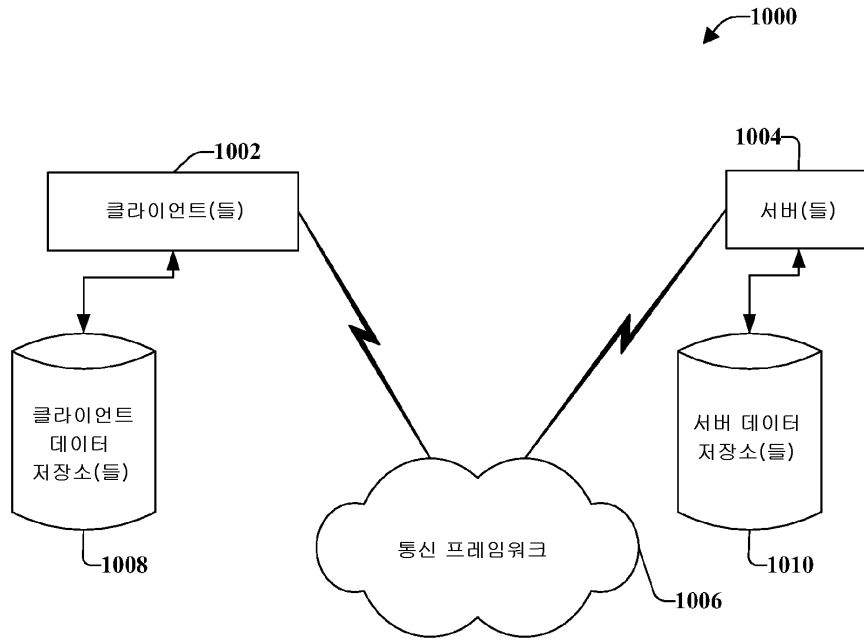 1000
1002
1004
클라이언트(들)
서버(들)
클라이언트
데이터
저장소(들)
서버 데이터
저장소(들)
통신 프레임워크
1008
1010
1006